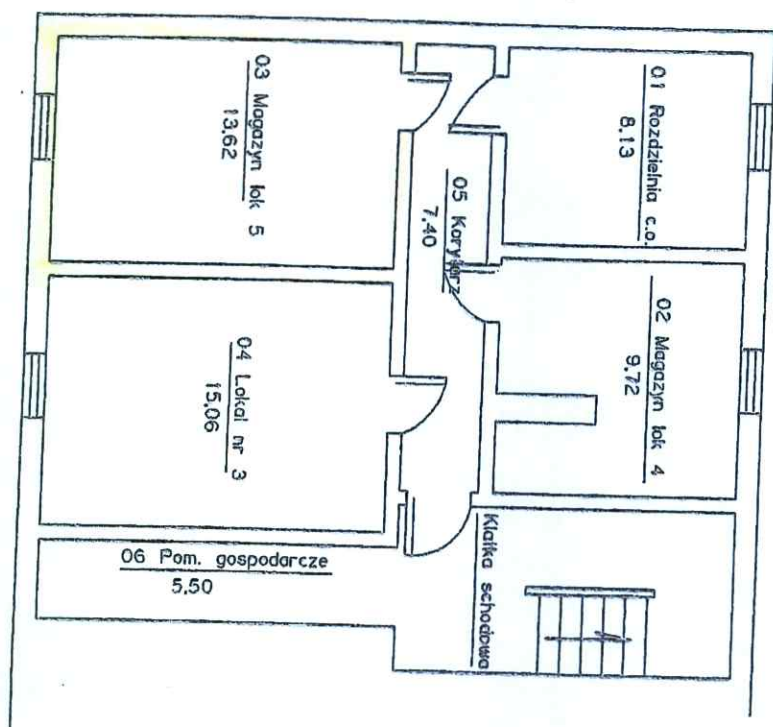 01 Rozdzielnia c.o.
8.13
02 Magazyn lok 4
9.72
03 Magazyn lok 5
13.62
04 Lokal nr 3
15.06
05 Korytarz
7.40
06 Pom. gospodarcze
5.50
Klatka schodowa